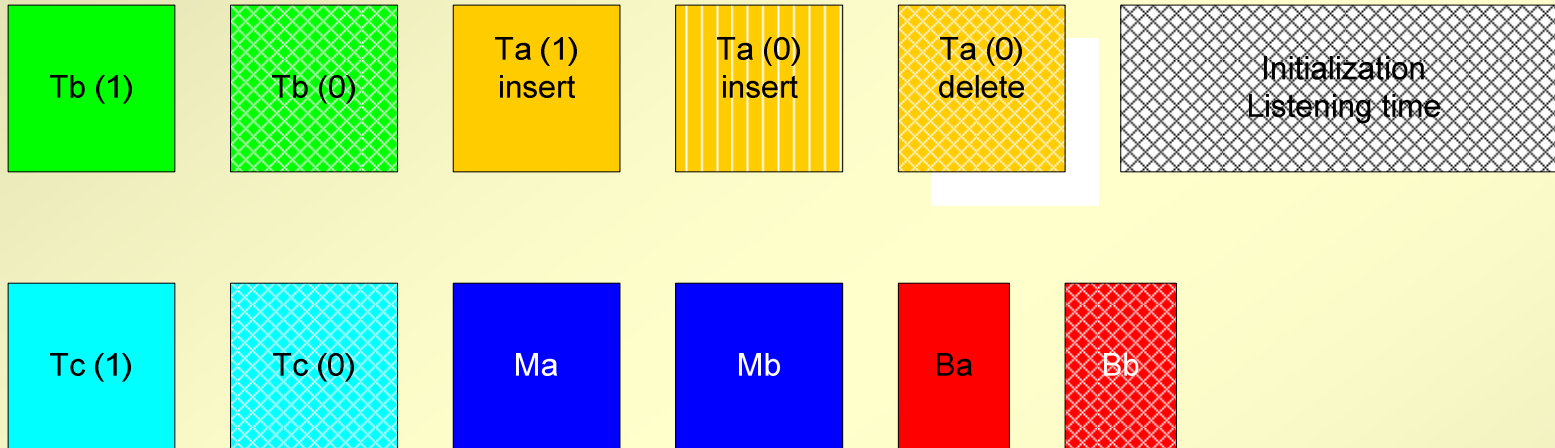 Tb (1)
Tb (0)
Ta (1)
insert
Ta (0)
insert
Ta (0)
delete
Initialization
Listening time
Tc (1)
Tc (0)
Ma
Mb
Ba
Bb